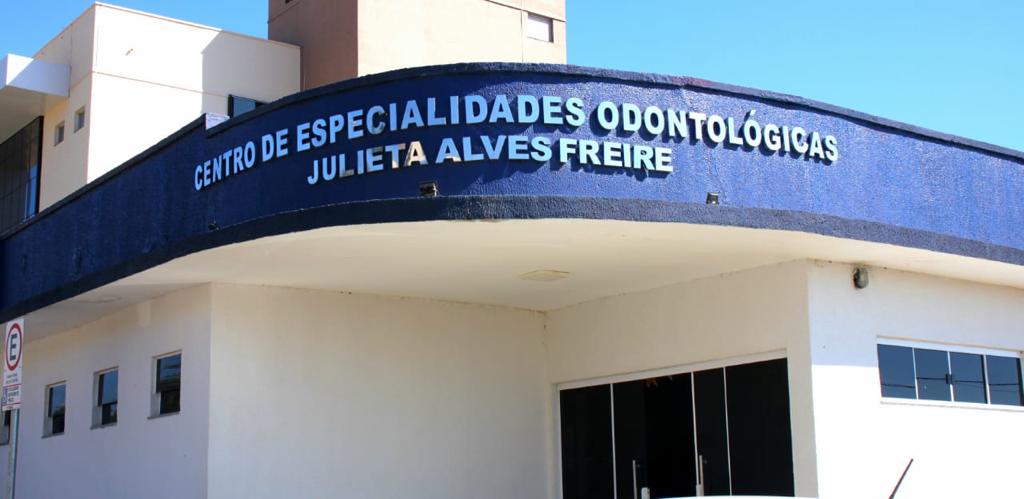 CENTRO DE ESPECIALIDADES ODONTOLÓGICAS
JULIETA ALVES FREIRE
E